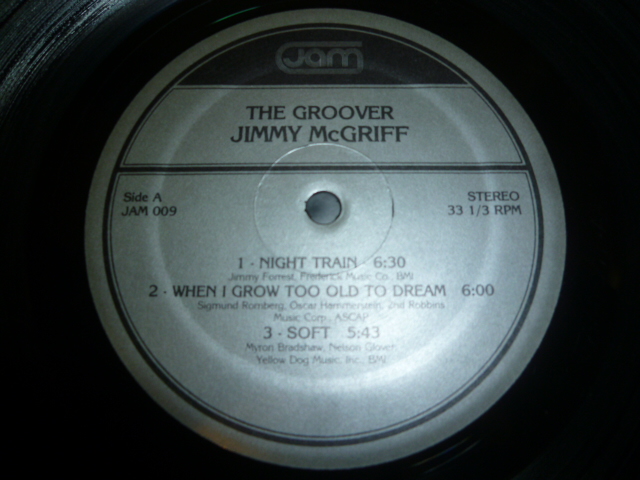 Jam
THE GROOVER
JIMMY McGRIFF
Side A
JAM 009
STEREO
33 1/3 RPM
1 - NIGHT TRAIN 6:30
Jimmy Forrest, Frederick Music Co., BMI
2 - WHEN I GROW TOO OLD TO DREAM 6:00
Sigmund Romberg, Oscar Hammerstein, 2nd Robbins
Music Corp., ASCAP
3 - SOFT 5:43
Myron Bradshaw, Nelson Glover
Yellow Dog Music, Inc., BMI